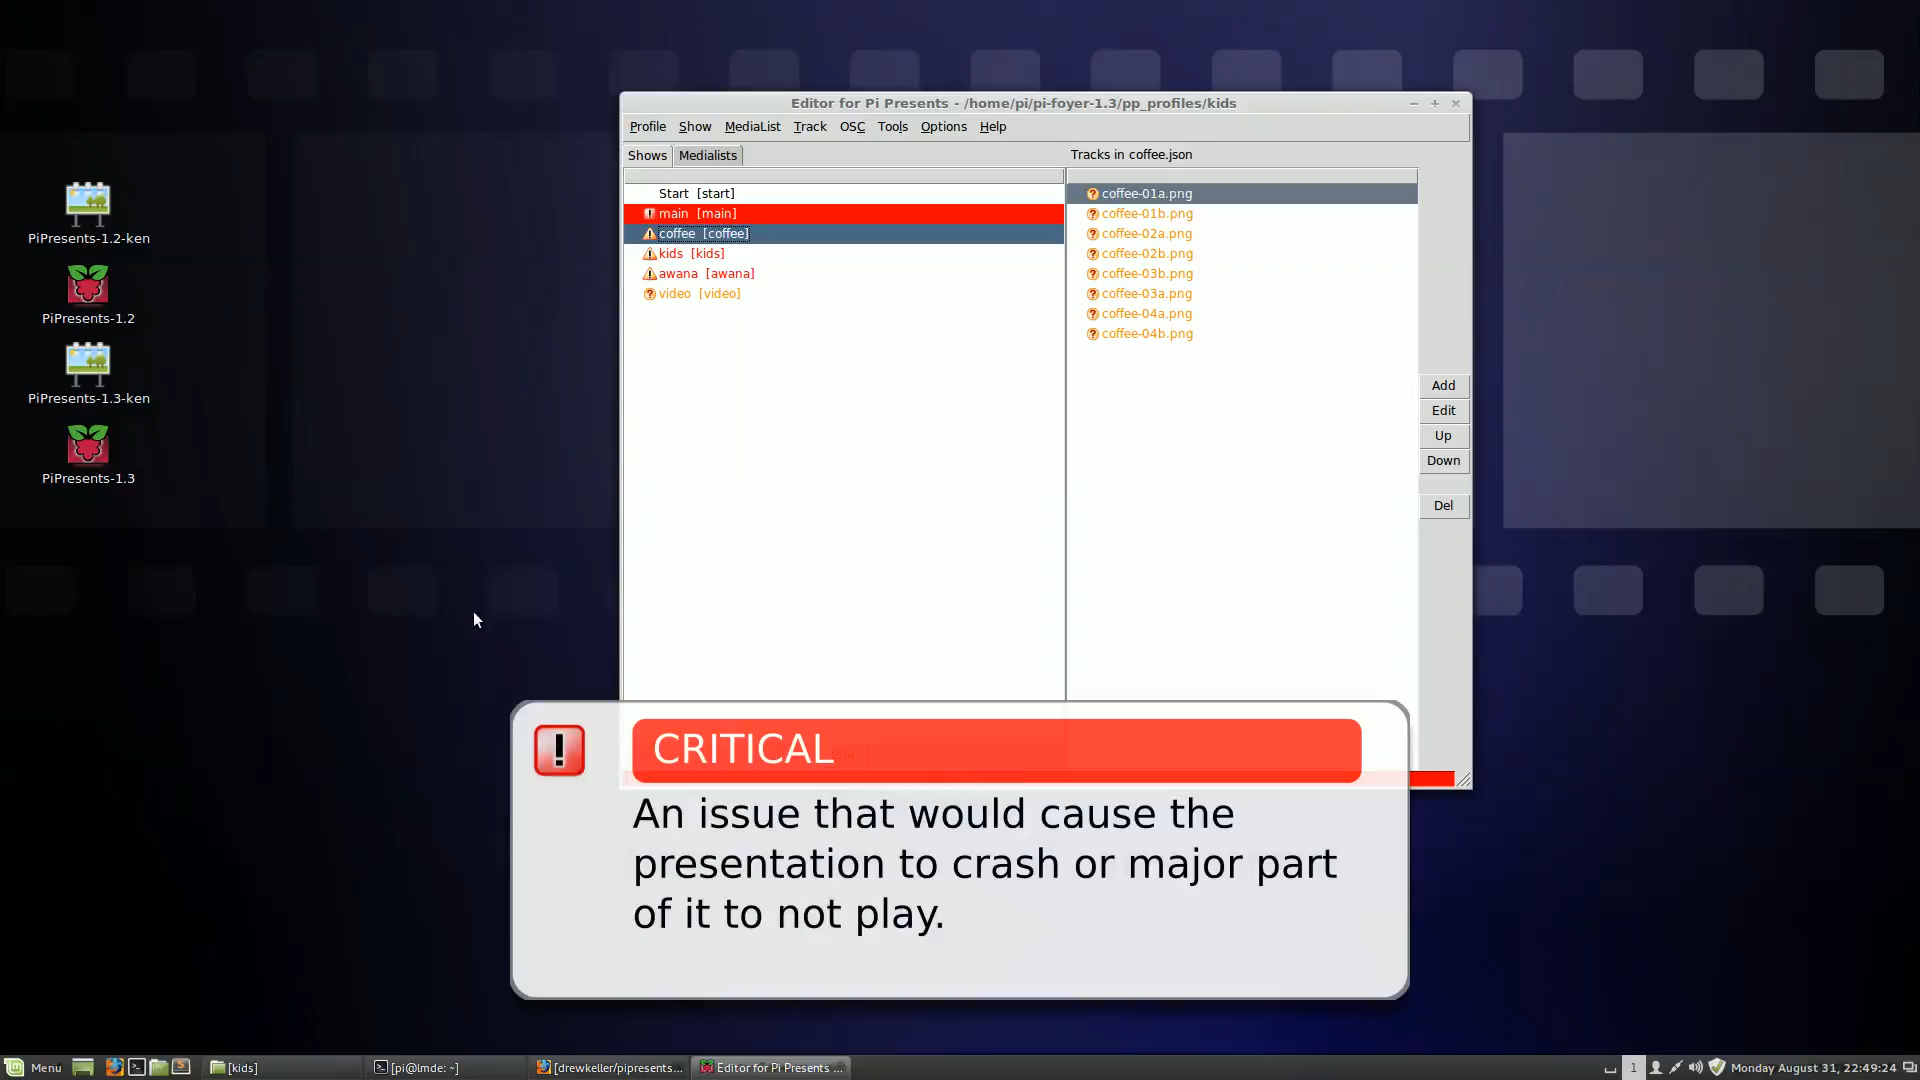 Editor for Pi Presents - /home/pi/pi-foyer-1.3/pp_profiles/kids
Profile Show MediaList Track OSC Tools Options Help
Shows Medialists
Tracks in coffee.json
Start [start]
main [main]
coffee [coffee]
kids [kids]
awana [awana]
video [video]
coffee-01a.png
coffee-01b.png
coffee-02a.png
coffee-02b.png
coffee-03b.png
coffee-03a.png
coffee-04a.png
coffee-04b.png
Add
Edit
Up
Down
Del
PiPresents-1.2-ken
PiPresents-1.2
PiPresents-1.3-ken
PiPresents-1.3
CRITICAL
An issue that would cause the
presentation to crash or major part
of it to not play.
Menu
[kids]
[pi@lmde: ~]
[drewkeller/pipresents...
Editor for Pi Presents ...
1
Monday August 31, 22:49:24